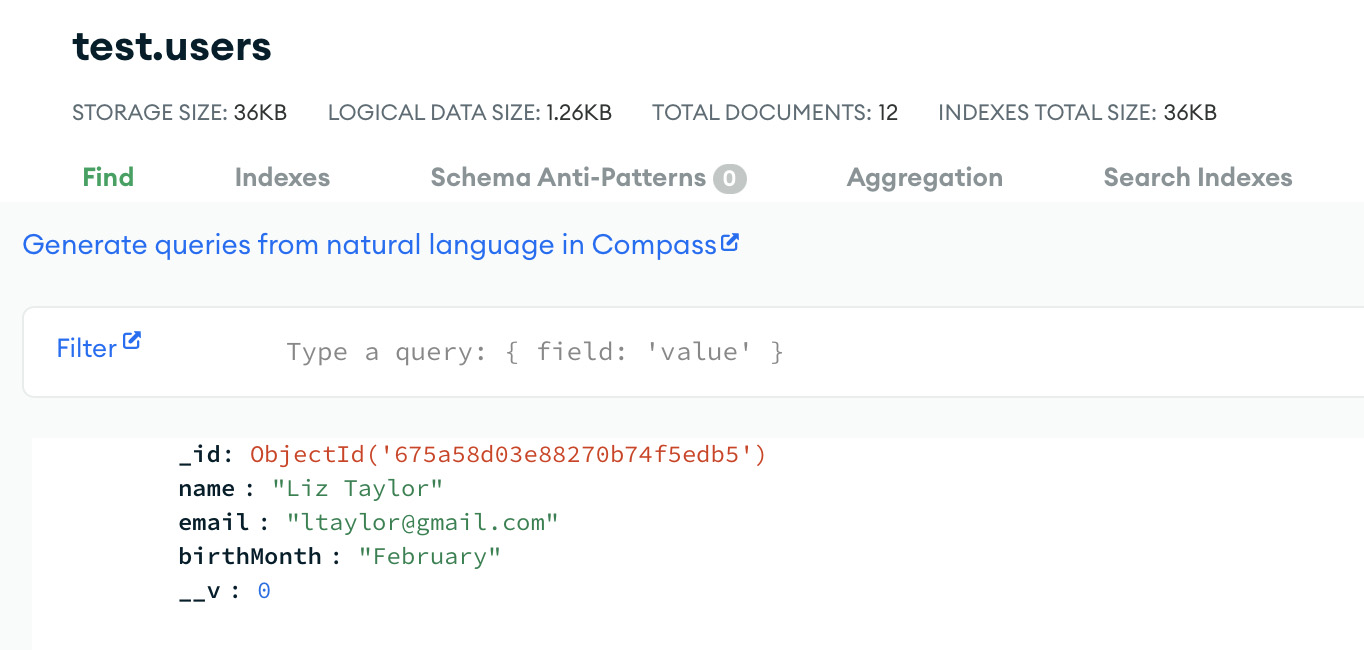 test.users
STORAGE SIZE: 36KB LOGICAL DATA SIZE: 1.26KB TOTAL DOCUMENTS: 12 INDEXES TOTAL SIZE: 36KB
Find Indexes Schema Anti-Patterns 0 Aggregation Search Indexes
Generate queries from natural language in Compass
Filter Type a query: { field: 'value' }
_id: ObjectId('675a58d03e88270b74f5edb5')
name : "Liz Taylor"
email : "ltaylor@gmail.com"
birthMonth : "February"
__v : 0